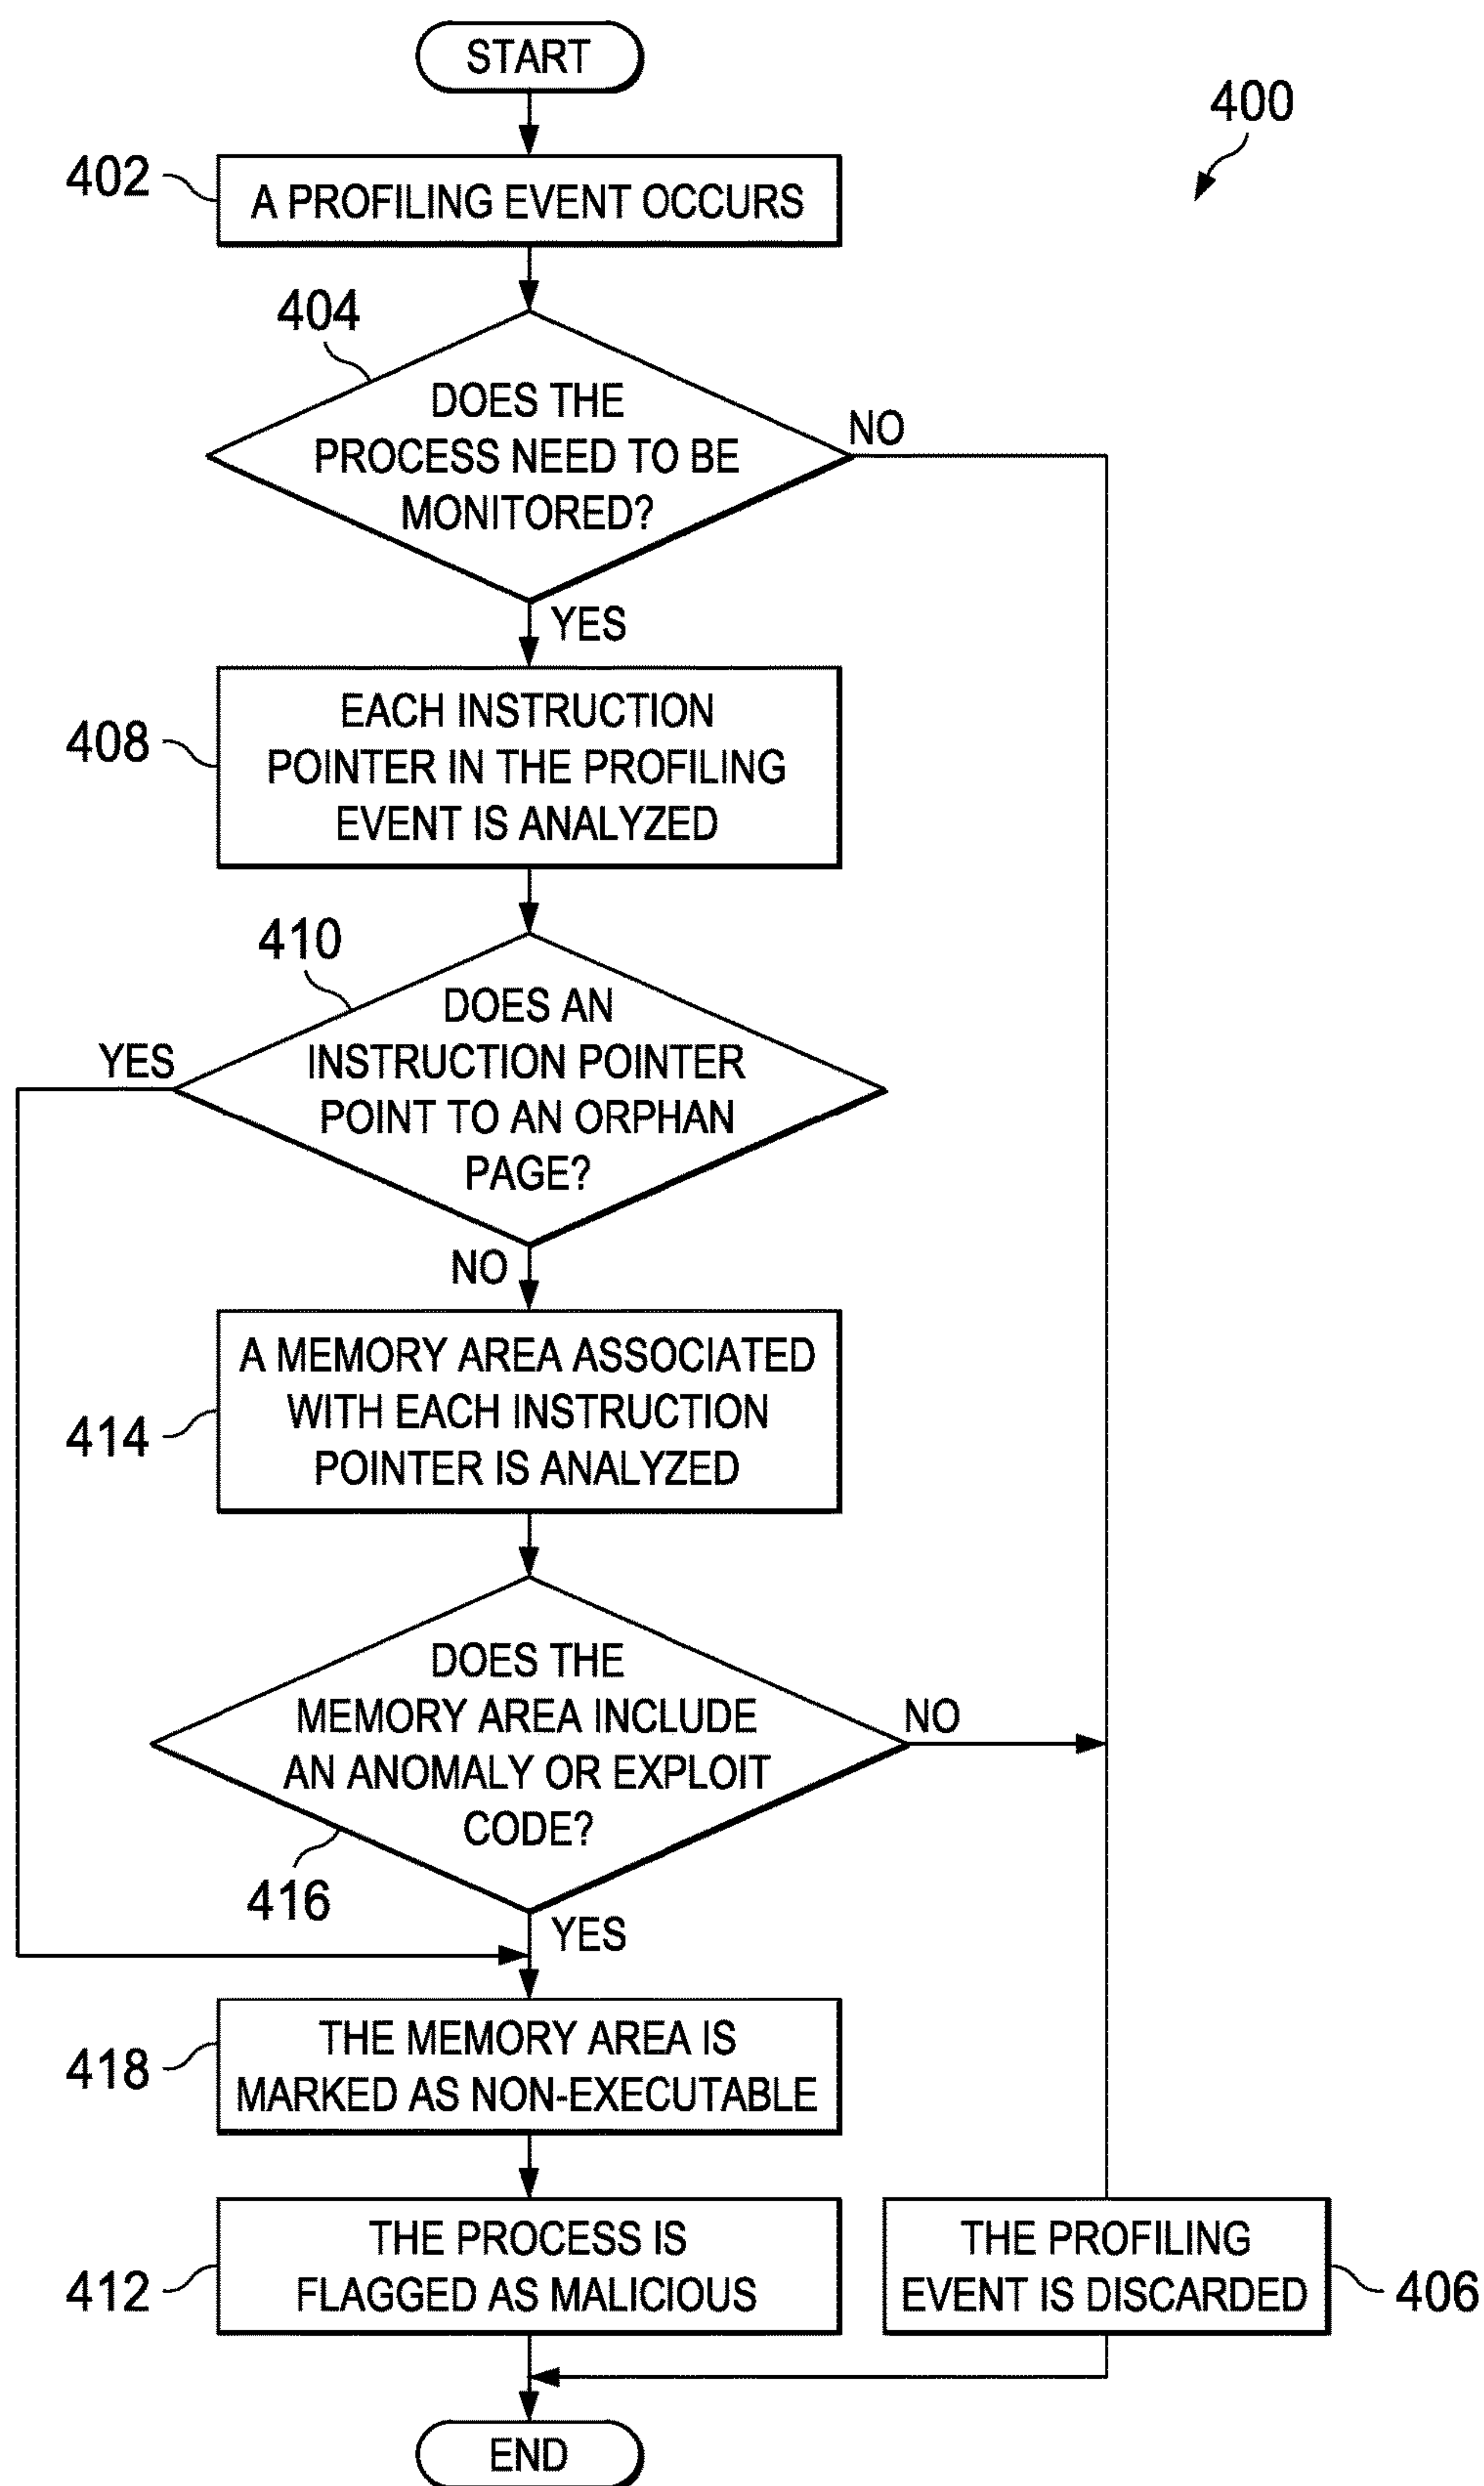 START
400
402
A PROFILING EVENT OCCURS
404
DOES THE
PROCESS NEED TO BE
MONITORED?
NO
YES
408
EACH INSTRUCTION
POINTER IN THE PROFILING
EVENT IS ANALYZED
410
DOES AN
INSTRUCTION POINTER
POINT TO AN ORPHAN
PAGE?
YES
NO
414
A MEMORY AREA ASSOCIATED
WITH EACH INSTRUCTION
POINTER IS ANALYZED
DOES THE
MEMORY AREA INCLUDE
AN ANOMALY OR EXPLOIT
CODE?
NO
416
YES
418
THE MEMORY AREA IS
MARKED AS NON-EXECUTABLE
412
THE PROCESS IS
FLAGGED AS MALICIOUS
THE PROFILING
EVENT IS DISCARDED
406
END